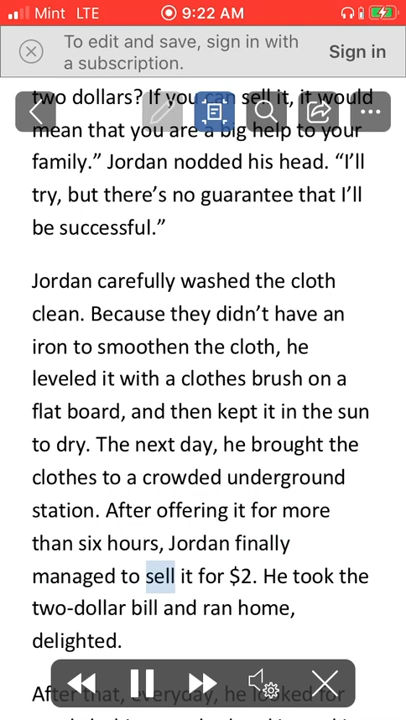 Mint LTE 9:22 AM
To edit and save, sign in with
a subscription.
Sign in
two dollars? If you can sell it, it would
mean that you are a big help to your
family.” Jordan nodded his head. “I’ll
try, but there’s no guarantee that I’ll
be successful.”
Jordan carefully washed the cloth
clean. Because they didn’t have an
iron to smoothen the cloth, he
leveled it with a clothes brush on a
flat board, and then kept it in the sun
to dry. The next day, he brought the
clothes to a crowded underground
station. After offering it for more
than six hours, Jordan finally
managed to sell it for $2. He took the
two-dollar bill and ran home,
delighted.
After that, everyday, he looked for